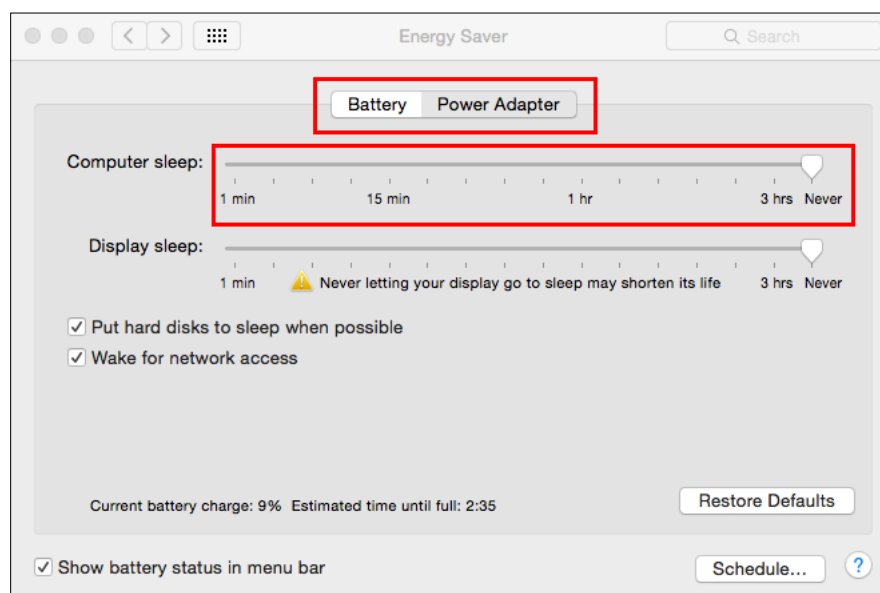 Energy Saver
Search
Battery Power Adapter
Computer sleep:
1 min 15 min 1 hr 3 hrs Never
Display sleep:
1 min Never letting your display go to sleep may shorten its life 3 hrs Never
Put hard disks to sleep when possible
Wake for network access
Current battery charge: 9% Estimated time until full: 2:35
Restore Defaults
Show battery status in menu bar
Schedule... ?